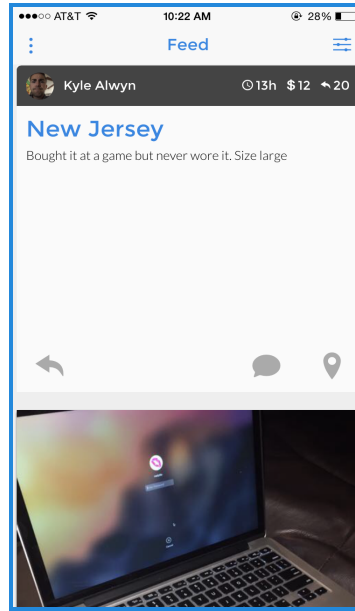 AT&T 10:22 AM 28%
Feed
Kyle Alwyn 13h $12 20
New Jersey
Bought it at a game but never wore it. Size large